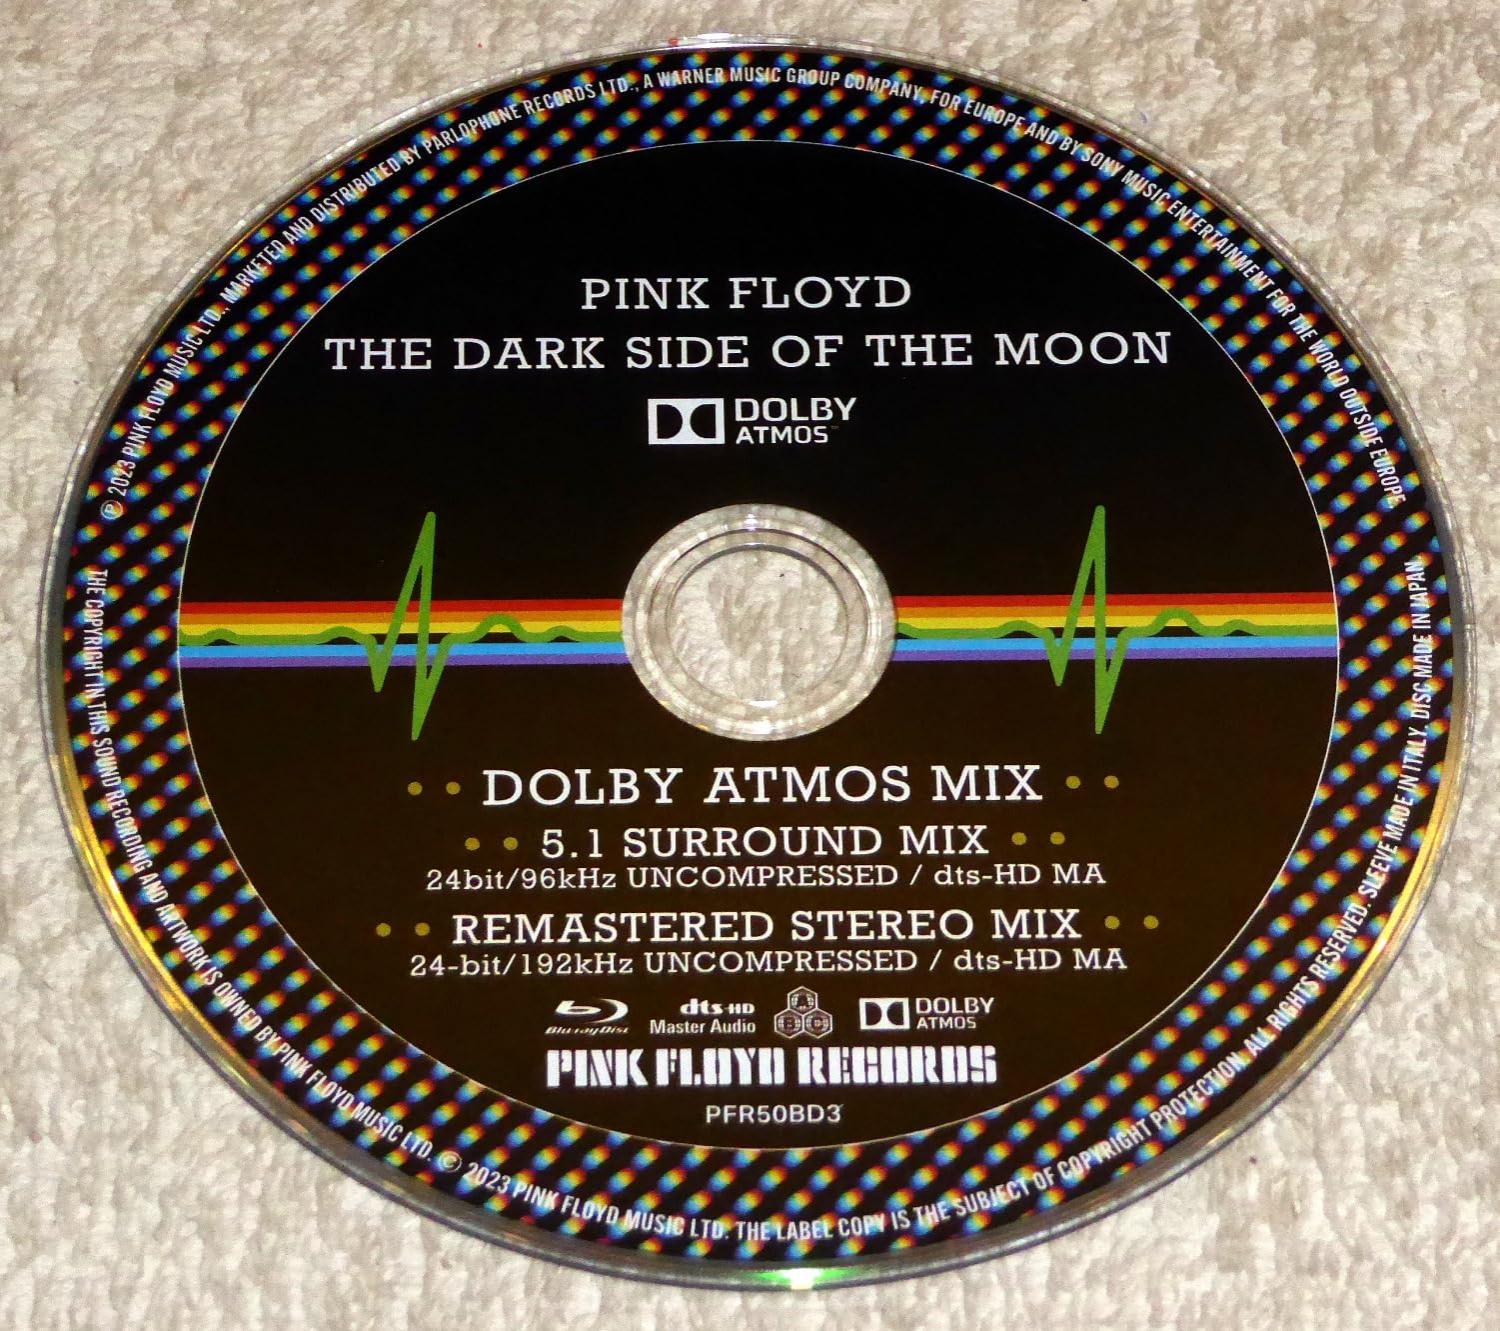 PINK FLOYD
THE DARK SIDE OF THE MOON
DOLBY
ATMOS™
DOLBY ATMOS MIX
5.1 SURROUND MIX
24bit/96kHz UNCOMPRESSED / dts-HD MA
REMASTERED STEREO MIX
24-bit/192kHz UNCOMPRESSED / dts-HD MA
Blu-ray Disc
dts-HD
Master Audio
ABC
DOLBY
ATMOS
PINK FLOYD RECORDS
PFR50BD3
℗ 2023 PINK FLOYD MUSIC LTD., MARKETED AND DISTRIBUTED BY PARLOPHONE RECORDS LTD., A WARNER MUSIC GROUP COMPANY, FOR EUROPE AND BY SONY MUSIC ENTERTAINMENT FOR THE WORLD OUTSIDE EUROPE.
THE COPYRIGHT IN THIS SOUND RECORDING AND ARTWORK IS OWNED BY PINK FLOYD MUSIC LTD. © 2023 PINK FLOYD MUSIC LTD. THE LABEL COPY IS THE SUBJECT OF COPYRIGHT PROTECTION. ALL RIGHTS RESERVED. SLEEVE MADE IN ITALY. DISC MADE IN JAPAN.